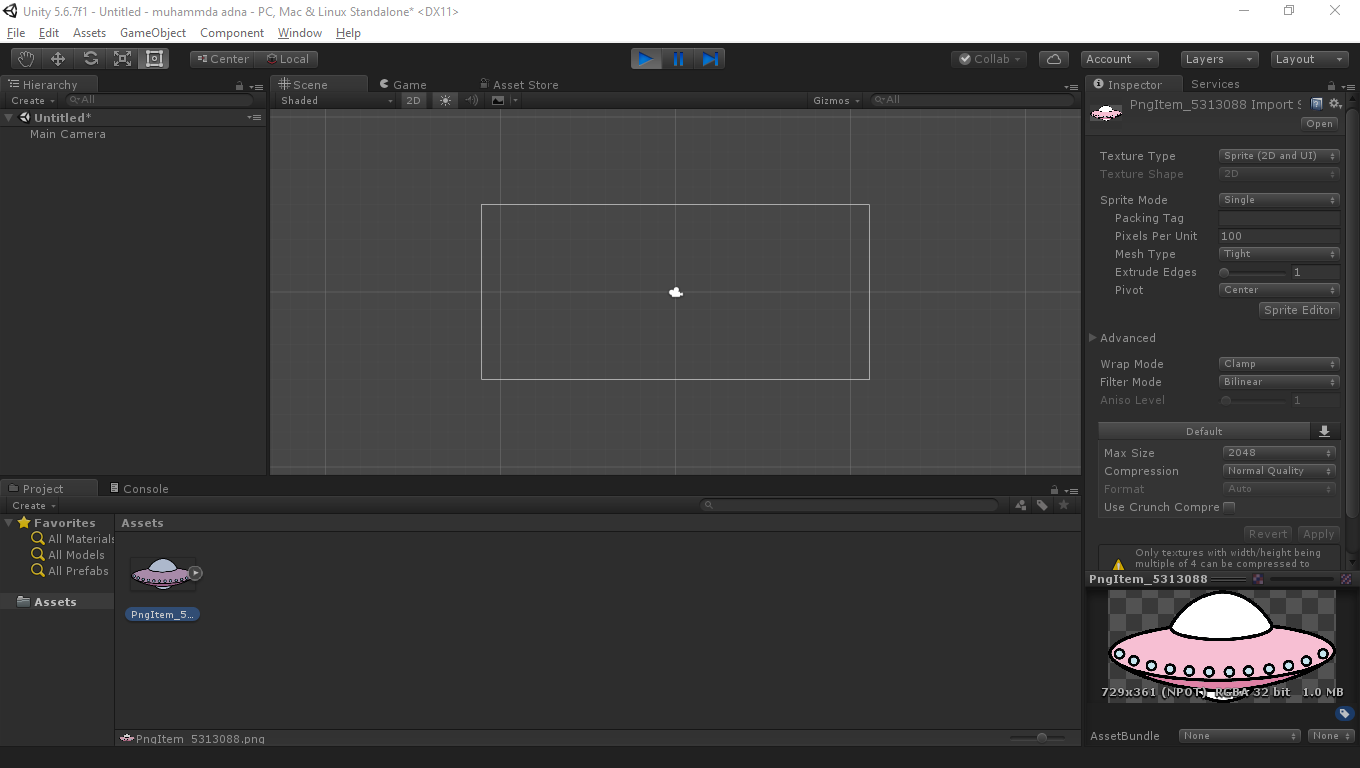 Unity 5.6.7f1 - Untitled - muhammda adna - PC, Mac & Linux Standalone* <DX11>
File Edit Assets GameObject Component Window Help
Center Local Collab Account Layers Layout
Hierarchy
Create All
Untitled*
Main Camera
Scene Game Asset Store
Shaded 2D Gizmos All
Inspector Services
PngItem_5313088 Import S
Open
Texture Type Sprite (2D and UI)
Texture Shape 2D
Sprite Mode Single
Packing Tag
Pixels Per Unit 100
Mesh Type Tight
Extrude Edges 1
Pivot Center
Sprite Editor
Advanced
Wrap Mode Clamp
Filter Mode Bilinear
Aniso Level 1
Default
Max Size 2048
Compression Normal Quality
Format Auto
Use Crunch Compre
Revert Apply
Only textures with width/height being
multiple of 4 can be compressed to
PngItem_5313088
729x361 (NPOT) RGBA 32 bit 1.0 MB
AssetBundle None None
Project Console
Create
Favorites
All Materials
All Models
All Prefabs
Assets
Assets
PngItem_5...
PngItem_5313088.png